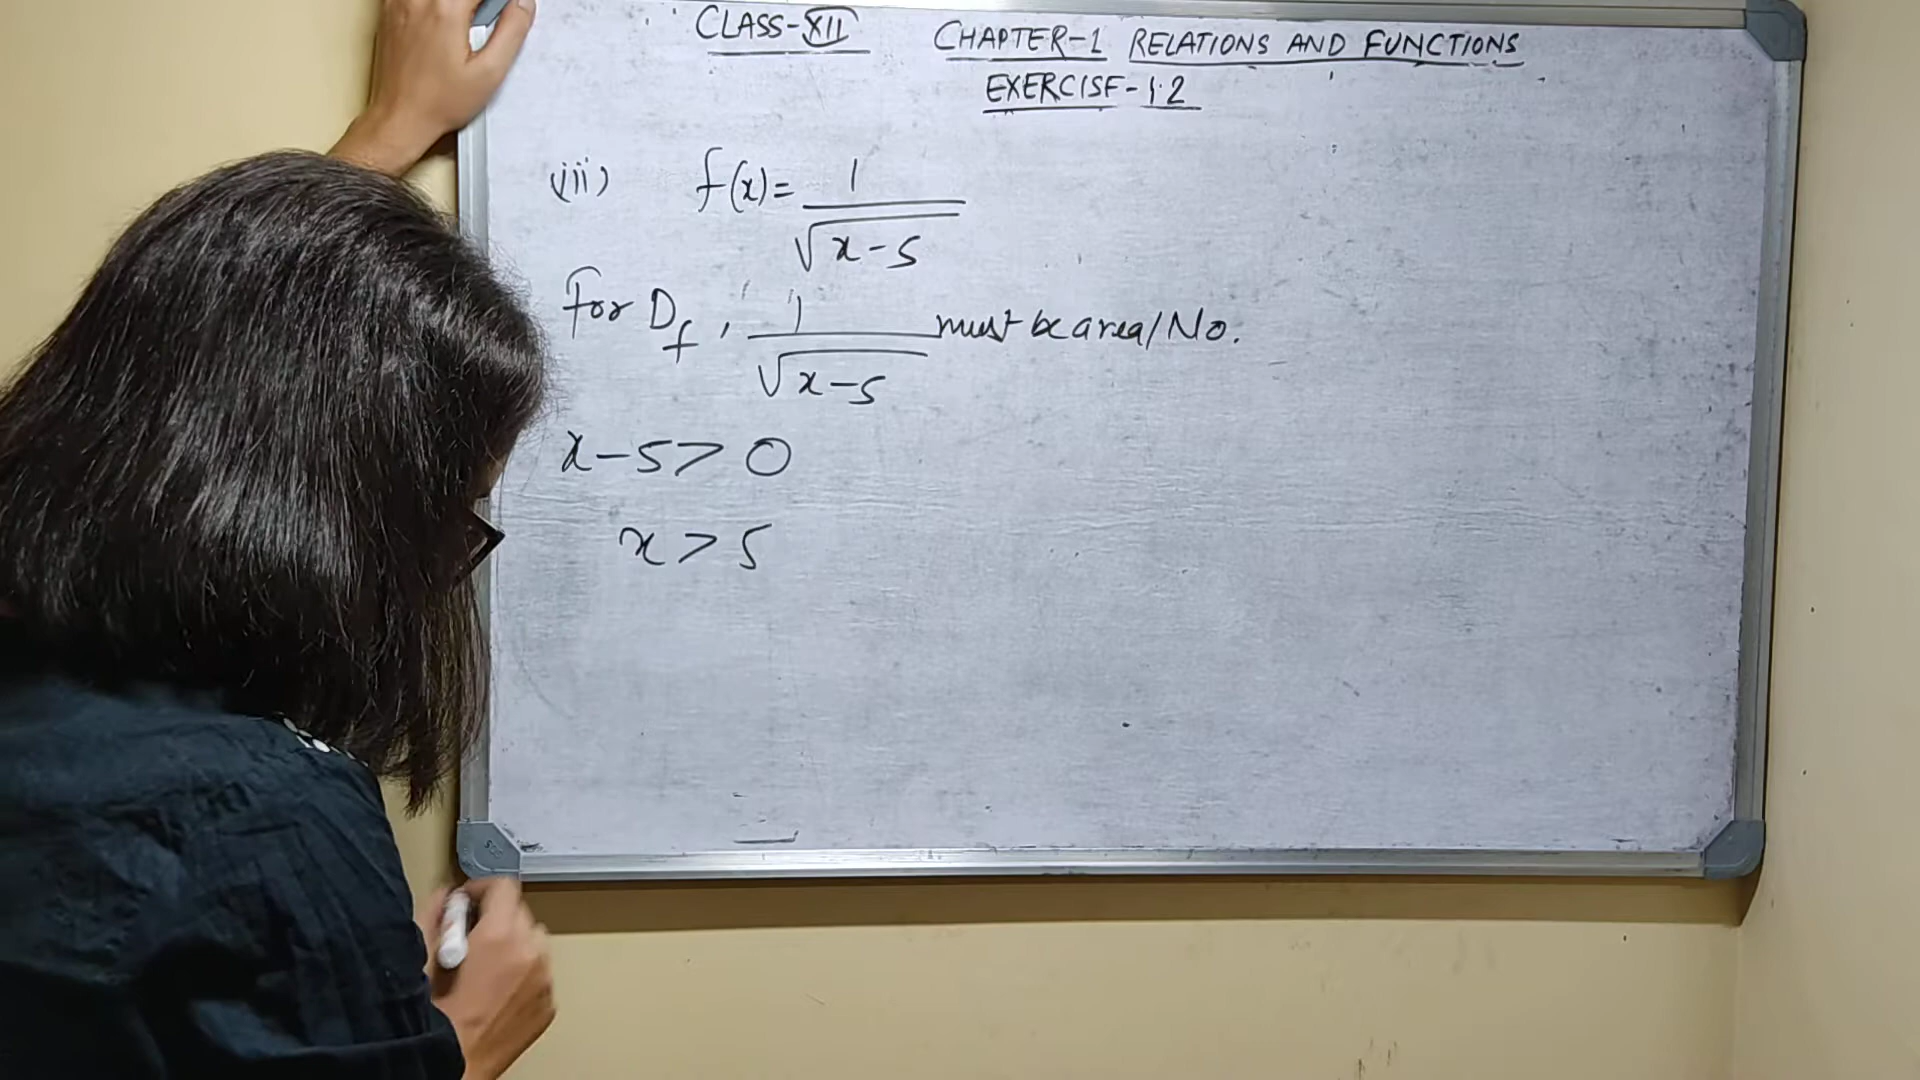 CLASS-XII CHAPTER-1 RELATIONS AND FUNCTIONS
EXERCISE-1.2
(iii) f(x)= 1/√x-5
For Df, 1/√x-5 must be a real No.
x-5>0
x>5